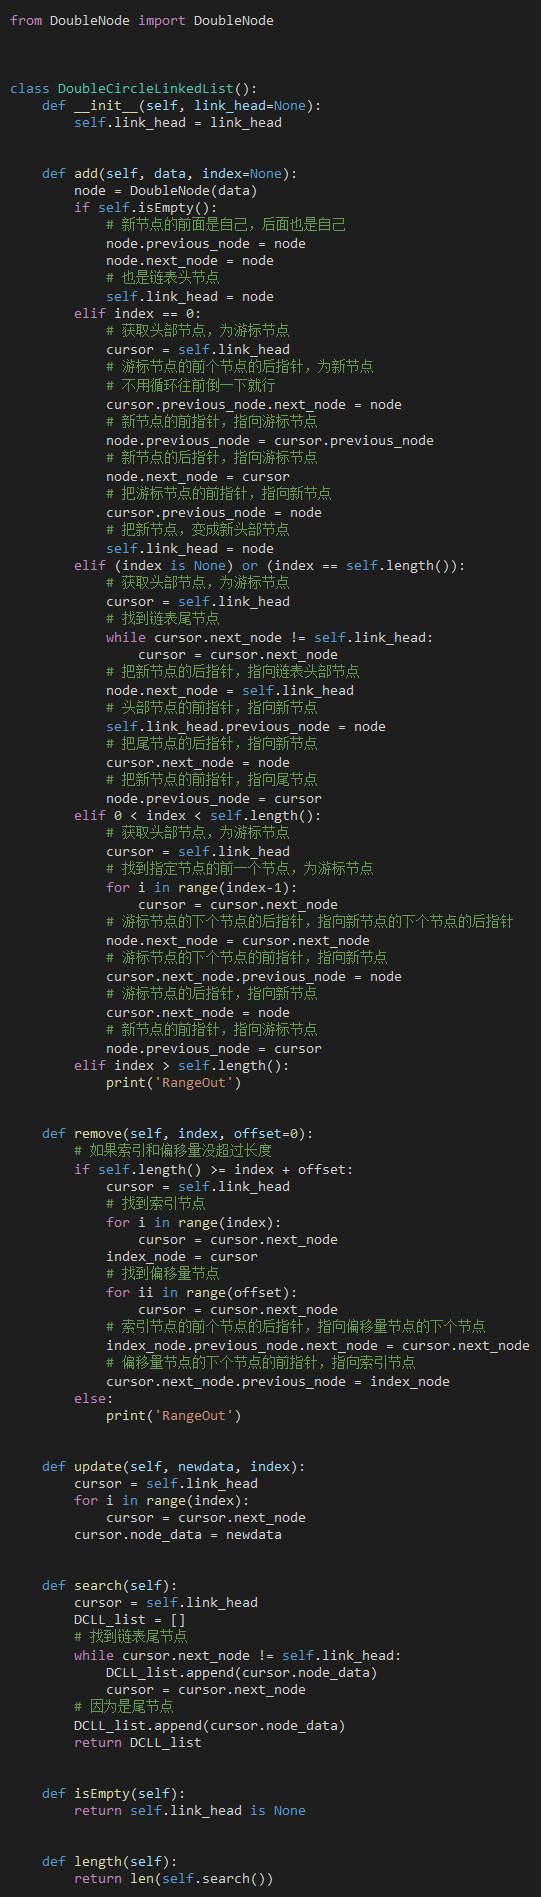 from DoubleNode import DoubleNode
class DoubleCircleLinkedList():
    def __init__(self, link_head=None):
        self.link_head = link_head
    def add(self, data, index=None):
        node = DoubleNode(data)
        if self.isEmpty():
            # 新节点的前面是自己，后面也是自己
            node.previous_node = node
            node.next_node = node
            # 也是链表头节点
            self.link_head = node
        elif index == 0:
            # 获取头部节点，为游标节点
            cursor = self.link_head
            # 游标节点的前个节点的后指针，为新节点
            # 不用循环往前倒一下就行
            cursor.previous_node.next_node = node
            # 新节点的前指针，指向游标节点
            node.previous_node = cursor.previous_node
            # 新节点的后指针，指向游标节点
            node.next_node = cursor
            # 把游标节点的前指针，指向新节点
            cursor.previous_node = node
            # 把新节点，变成新头部节点
            self.link_head = node
        elif (index is None) or (index == self.length()):
            # 获取头部节点，为游标节点
            cursor = self.link_head
            # 找到链表尾节点
            while cursor.next_node != self.link_head:
                cursor = cursor.next_node
            # 把新节点的后指针，指向链表头部节点
            node.next_node = self.link_head
            # 头部节点的前指针，指向新节点
            self.link_head.previous_node = node
            # 把尾节点的后指针，指向新节点
            cursor.next_node = node
            # 把新节点的前指针，指向尾节点
            node.previous_node = cursor
        elif 0 < index < self.length():
            # 获取头部节点，为游标节点
            cursor = self.link_head
            # 找到指定节点的前一个节点，为游标节点
            for i in range(index-1):
                cursor = cursor.next_node
            # 游标节点的下个节点的后指针，指向新节点的下个节点的后指针
            node.next_node = cursor.next_node
            # 游标节点的下个节点的前指针，指向新节点
            cursor.next_node.previous_node = node
            # 游标节点的后指针，指向新节点
            cursor.next_node = node
            # 新节点的前指针，指向游标节点
            node.previous_node = cursor
        elif index > self.length():
            print('RangeOut')
    def remove(self, index, offset=0):
        # 如果索引和偏移量没超过长度
        if self.length() >= index + offset:
            cursor = self.link_head
            # 找到索引节点
            for i in range(index):
                cursor = cursor.next_node
            index_node = cursor
            # 找到偏移量节点
            for ii in range(offset):
                cursor = cursor.next_node
            # 索引节点的前个节点的后指针，指向偏移量节点的下个节点
            index_node.previous_node.next_node = cursor.next_node
            # 偏移量节点的下个节点的前指针，指向索引节点
            cursor.next_node.previous_node = index_node
        else:
            print('RangeOut')
    def update(self, newdata, index):
        cursor = self.link_head
        for i in range(index):
            cursor = cursor.next_node
        cursor.node_data = newdata
    def search(self):
        cursor = self.link_head
        DCLL_list = []
        # 找到链表尾节点
        while cursor.next_node != self.link_head:
            DCLL_list.append(cursor.node_data)
            cursor = cursor.next_node
        # 因为是尾节点
        DCLL_list.append(cursor.node_data)
        return DCLL_list
    def isEmpty(self):
        return self.link_head is None
    def length(self):
        return len(self.search())